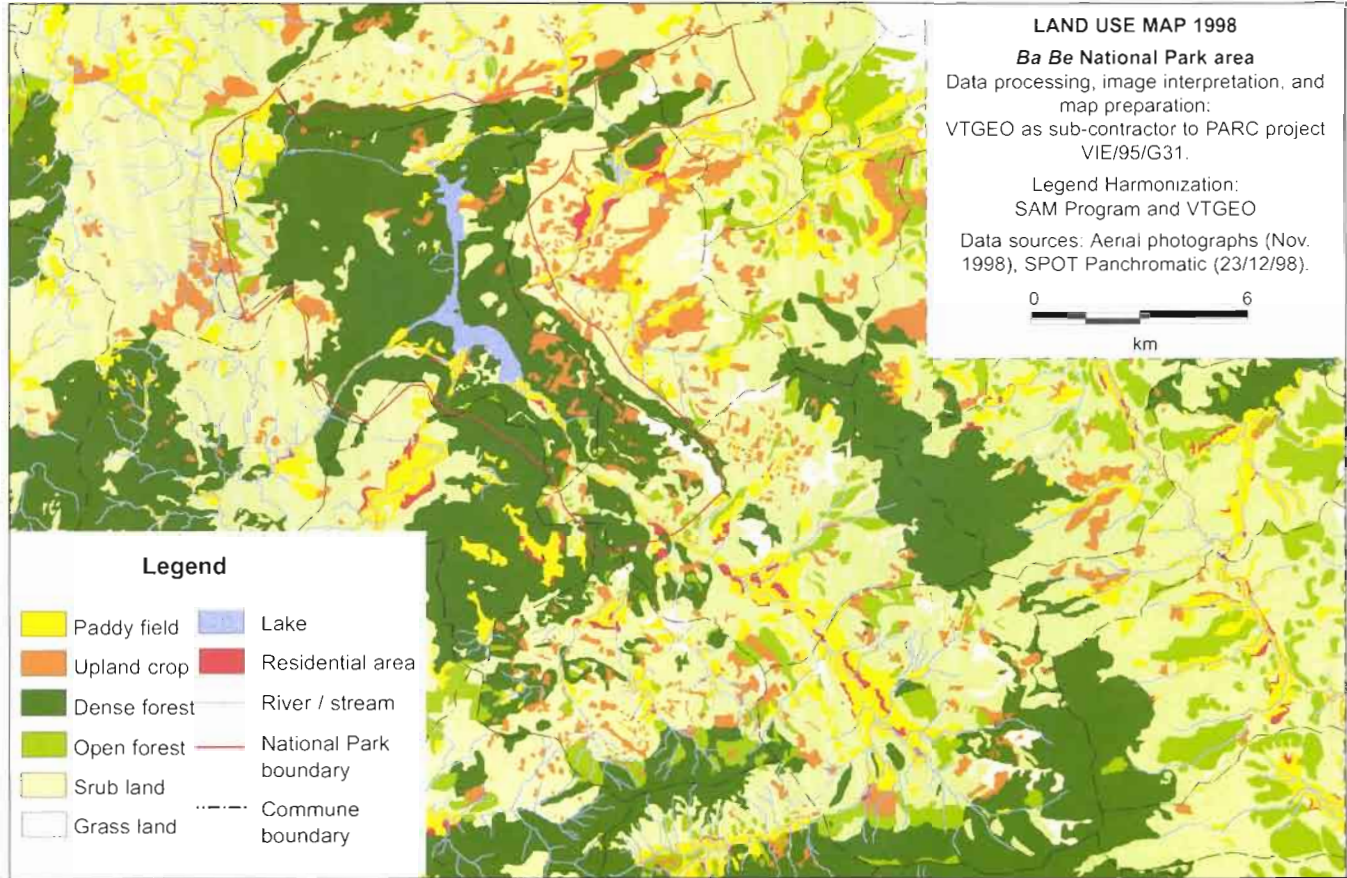 LAND USE MAP 1998
Ba Be National Park area
Data processing, image interpretation, and
map preparation:
VTGEO as sub-contractor to PARC project
VIE/95/G31.
Legend Harmonization:
SAM Program and VTGEO
Data sources: Aerial photographs (Nov.
1998), SPOT Panchromatic (23/12/98).
0 6
km
Legend
Paddy field
Upland crop
Dense forest
Open forest
Srub land
Grass land
Lake
Residential area
River / stream
National Park
boundary
Commune
boundary